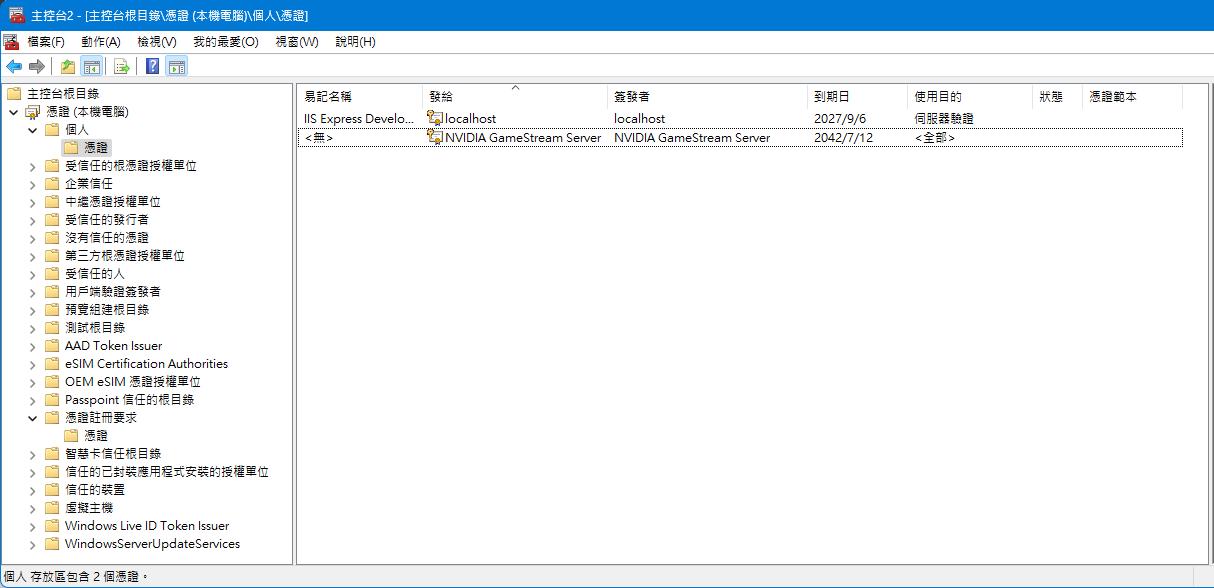 主控台2 - [主控台根目錄\憑證 (本機電腦)\個人\憑證]
檔案(F) 動作(A) 檢視(V) 我的最愛(O) 視窗(W) 說明(H)
主控台根目錄
憑證 (本機電腦)
個人
憑證
受信任的根憑證授權單位
企業信任
中繼憑證授權單位
受信任的發行者
沒有信任的憑證
第三方根憑證授權單位
受信任的人
用戶端驗證簽發者
預覽組建根目錄
測試根目錄
AAD Token Issuer
eSIM Certification Authorities
OEM eSIM 憑證授權單位
Passpoint 信任的根目錄
憑證註冊要求
憑證
智慧卡信任根目錄
信任的已封裝應用程式安裝的授權單位
信任的裝置
虛擬主機
Windows Live ID Token Issuer
WindowsServerUpdateServices
易記名稱 發給 簽發者 到期日 使用目的 狀態 憑證範本
IIS Express Develo... localhost localhost 2027/9/6 伺服器驗證
<無> NVIDIA GameStream Server NVIDIA GameStream Server 2042/7/12 <全部>
個人 存放區包含 2 個憑證。